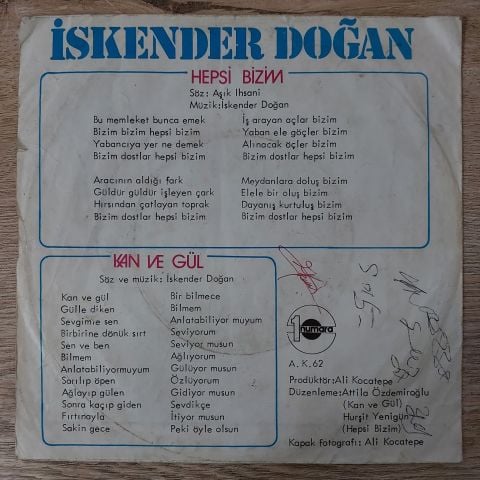 İSKENDER DOĞAN
HEPSİ BİZİM
Söz: Aşık Ihsani
Müzik: İskender Doğan
Bu memleket bunca emek
Bizim bizim hepsi bizim
Yabancıya yer ne demek
Bizim dostlar hepsi bizim
Aracının aldığı fark
Güldür güldür işleyen çark
Hırsından çatlayan toprak
Bizim dostlar hepsi bizim
İş arayan açlar bizim
Yaban ele göçler bizim
Alınacak öçler bizim
Bizim dostlar hepsi bizim
Meydanlara doluş bizim
Elele bir oluş bizim
Dayanış kurtuluş bizim
Bizim dostlar hepsi bizim
KAN VE GÜL
Söz ve müzik: İskender Doğan
Kan ve gül
Gülle diken
Sevgimle sen
Birbirine dönük sırt
Sen ve ben
Bilmem
Anlatabiliyormuyum
Sarılıp öpen
Ağlayıp gülen
Sonra kaçıp giden
Fırtınayla
Sakin gece
Bir bilmece
Bilmem
Anlatabiliyor muyum
Seviyorum
Seviyor musun
Ağlıyorum
Gülüyor musun
Özlüyorum
Gidiyor musun
Sevdikçe
İtiyor musun
Peki öyle olsun
1 numara
A.K.62
Prodüktör: Ali Kocatepe
Düzenleme: Attila Özdemiroğlu
(Kan ve Gül)
Hurşit Yenigün
(Hepsi Bizim)
Kapak fotografı: Ali Kocatepe